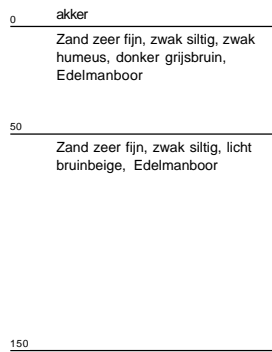 akker
0
Zand zeer fijn, zwak siltig, zwak
humeus, donker grijsbruin,
Edelmanboor
50
Zand zeer fijn, zwak siltig, licht
bruinbeige, Edelmanboor
150